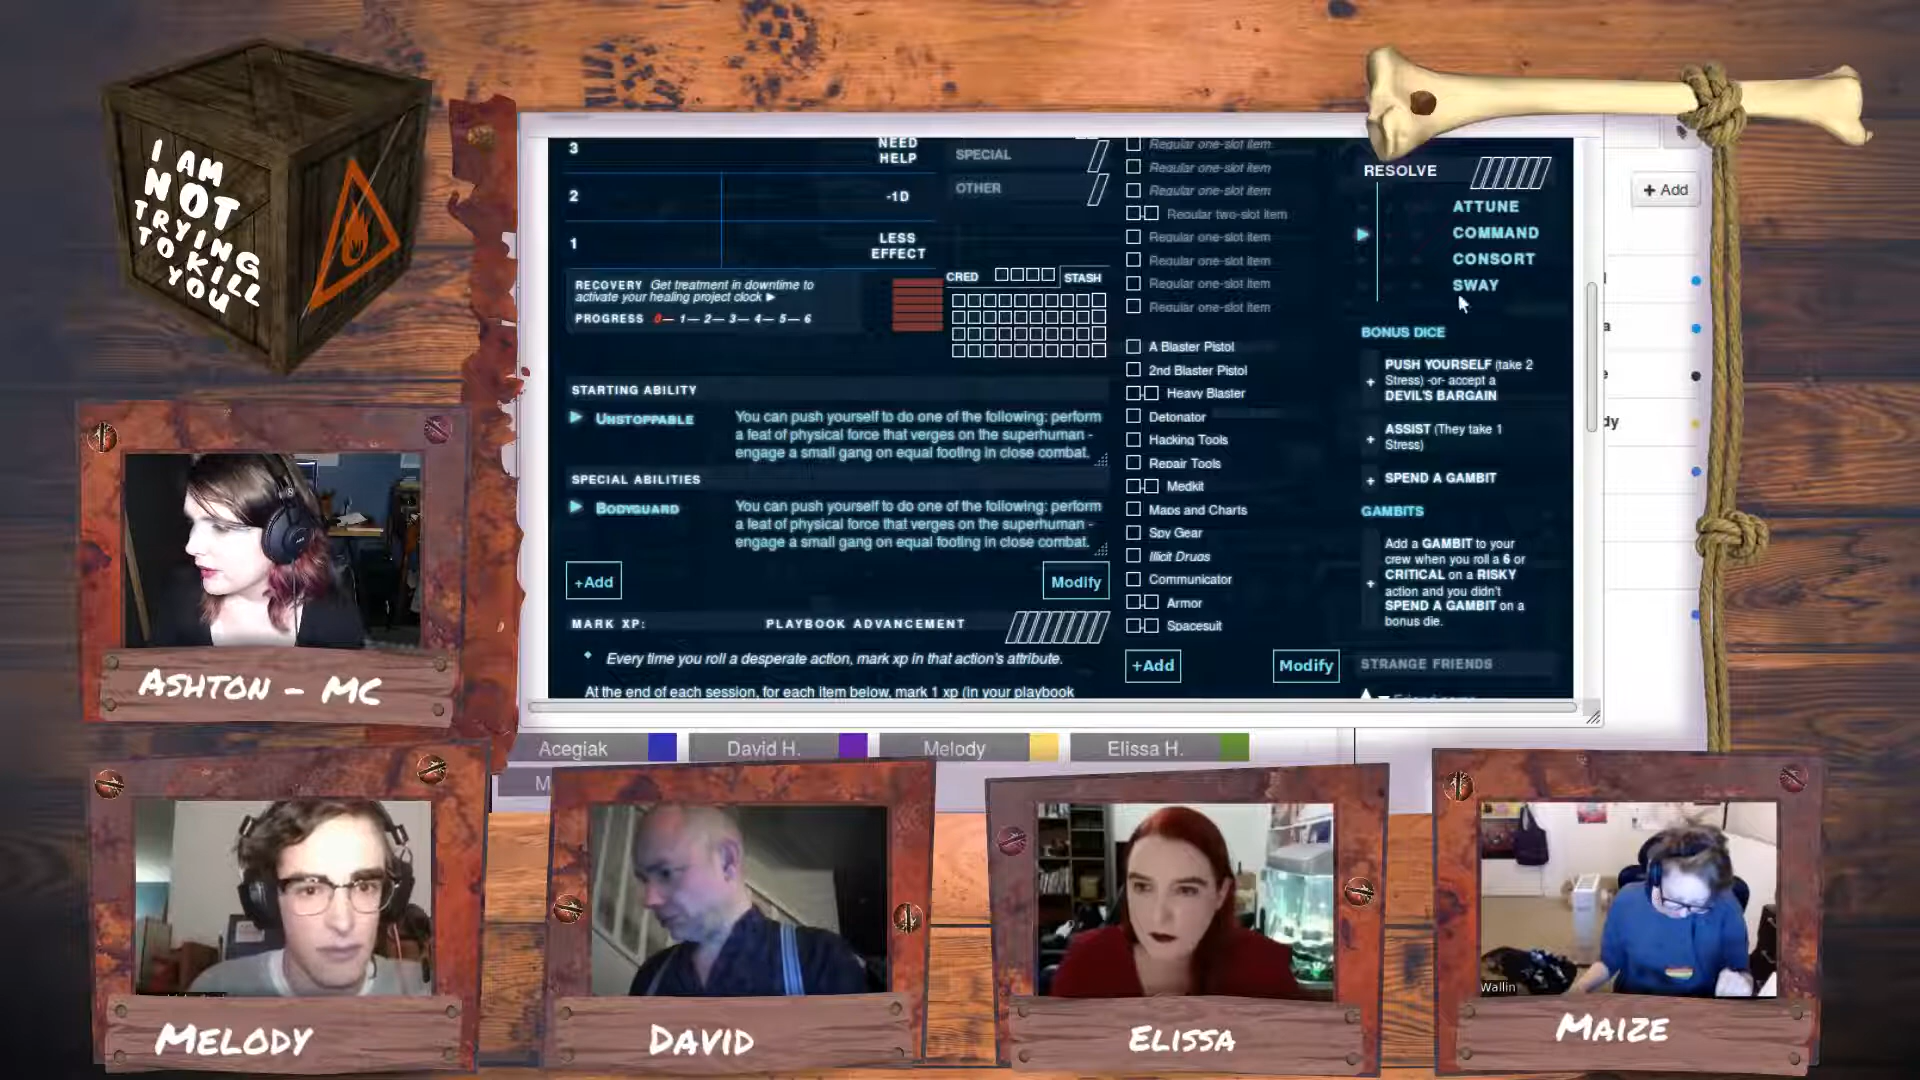 I AM
NOT
TRYING
TO KILL
YOU
3
NEED
HELP
2
-1D
1
LESS
EFFECT
RECOVERY Get treatment in downtime to
activate your healing project clock ▶
PROGRESS 0— 1— 2— 3— 4— 5— 6
SPECIAL
OTHER
CRED
STASH
STARTING ABILITY
UNSTOPPABLE
You can push yourself to do one of the following: perform
a feat of physical force that verges on the superhuman -
engage a small gang on equal footing in close combat.
SPECIAL ABILITIES
BODYGUARD
You can push yourself to do one of the following: perform
a feat of physical force that verges on the superhuman -
engage a small gang on equal footing in close combat.
+Add
Modify
MARK XP:
PLAYBOOK ADVANCEMENT
Every time you roll a desperate action, mark xp in that action's attribute.
At the end of each session, for each item below, mark 1 xp (in your playbook
Regular one-slot item
Regular one-slot item
Regular one-slot item
Regular two-slot item
Regular one-slot item
Regular one-slot item
Regular one-slot item
Regular one-slot item
A Blaster Pistol
2nd Blaster Pistol
Heavy Blaster
Detonator
Hacking Tools
Repair Tools
Medkit
Maps and Charts
Spy Gear
Illicit Drugs
Communicator
Armor
Spacesuit
+Add
Modify
RESOLVE
ATTUNE
COMMAND
CONSORT
SWAY
BONUS DICE
+ PUSH YOURSELF (take 2
Stress) -or- accept a
DEVIL'S BARGAIN
+ ASSIST (They take 1
Stress)
+ SPEND A GAMBIT
GAMBITS
+ Add a GAMBIT to your
crew when you roll a 6 or
CRITICAL on a RISKY
action and you didn't
SPEND A GAMBIT on a
bonus die.
STRANGE FRIENDS
+ Add
dy
Acegiak
David H.
Melody
Elissa H.
M
ASHTON - MC
MELODY
DAVID
ELISSA
Wallin
MAIZE